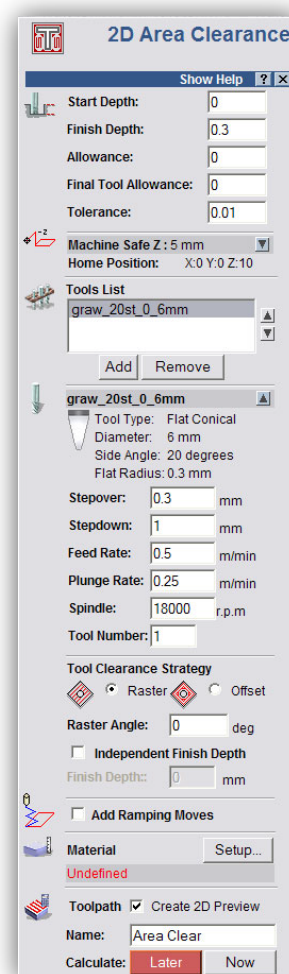 2D Area Clearance
Show Help ? X
Start Depth: 0
Finish Depth: 0.3
Allowance: 0
Final Tool Allowance: 0
Tolerance: 0.01
Machine Safe Z : 5 mm
Home Position: X:0 Y:0 Z:10
Tools List
graw_20st_0_6mm
Add Remove
graw_20st_0_6mm
Tool Type: Flat Conical
Diameter: 6 mm
Side Angle: 20 degrees
Flat Radius: 0.3 mm
Stepover: 0.3 mm
Stepdown: 1 mm
Feed Rate: 0.5 m/min
Plunge Rate: 0.25 m/min
Spindle: 18000 r.p.m
Tool Number: 1
Tool Clearance Strategy
Raster Offset
Raster Angle: 0 deg
Independent Finish Depth
Finish Depth:: 0 mm
Add Ramping Moves
Material Setup...
Undefined
Toolpath Create 2D Preview
Name: Area Clear
Calculate: Later Now